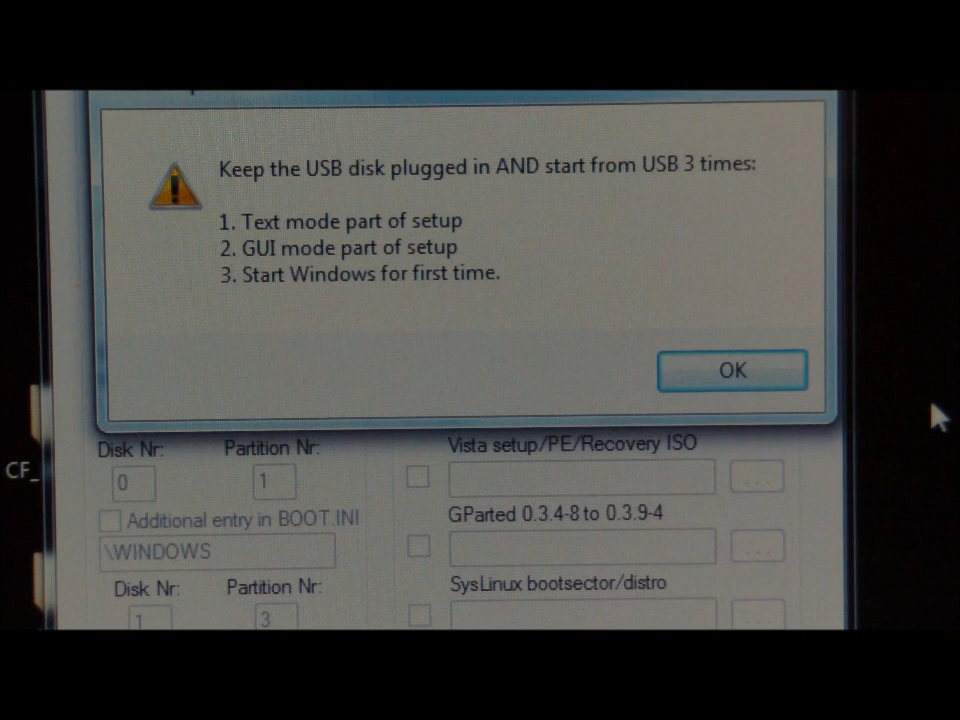 Keep the USB disk plugged in AND start from USB 3 times:
1. Text mode part of setup
2. GUI mode part of setup
3. Start Windows for first time.
OK
Disk Nr: Partition Nr: Vista setup/PE/Recovery ISO
0 1 ...
Additional entry in BOOT.INI GParted 0.3.4-8 to 0.3.9-4
\WINDOWS ...
Disk Nr: Partition Nr: SysLinux bootsector/distro
1 3 ...
CF_